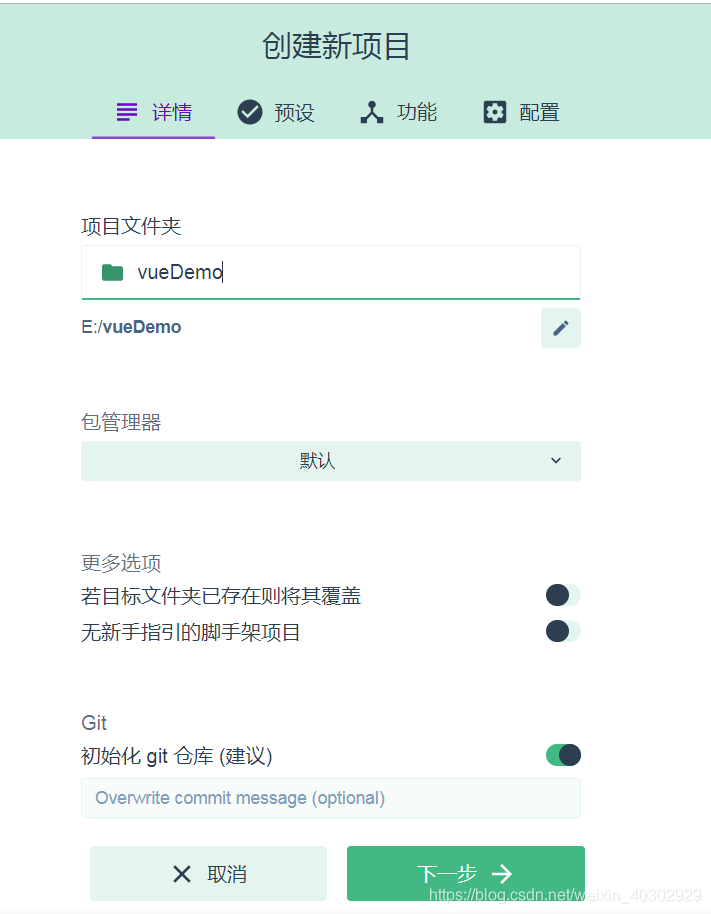 创建新项目
详情 预设 功能 配置
项目文件夹
vueDemo
E:/vueDemo
包管理器
默认
更多选项
若目标文件夹已存在则将其覆盖
无新手指引的脚手架项目
Git
初始化 git 仓库 (建议)
Overwrite commit message (optional)
取消 下一步
https://blog.csdn.net/weixin_40302929